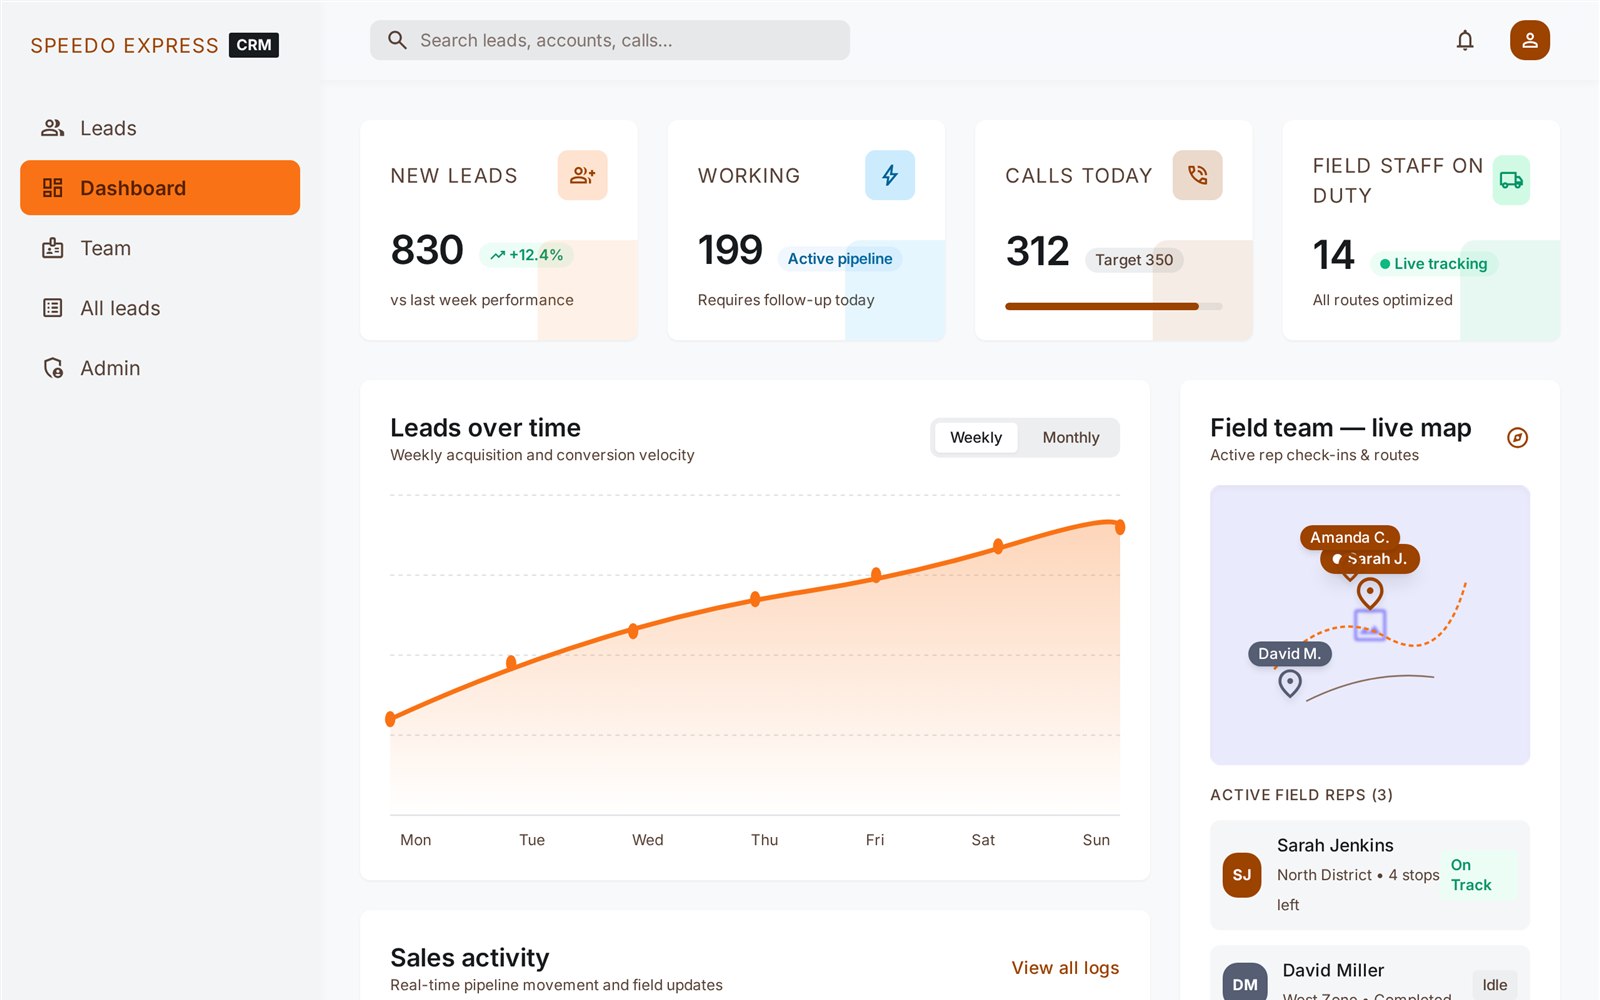 SPEEDO EXPRESS CRM
Search leads, accounts, calls...
Leads
Dashboard
Team
All leads
Admin
NEW LEADS
830
+12.4%
vs last week performance
WORKING
199
Active pipeline
Requires follow-up today
CALLS TODAY
312
Target 350
FIELD STAFF ON
DUTY
14
Live tracking
All routes optimized
Leads over time
Weekly acquisition and conversion velocity
Weekly
Monthly
Mon Tue Wed Thu Fri Sat Sun
Field team — live map
Active rep check-ins & routes
Amanda C.
Sarah J.
David M.
ACTIVE FIELD REPS (3)
SJ
Sarah Jenkins
North District • 4 stops
left
On
Track
DM
David Miller
West Zone • Completed
Idle
Sales activity
Real-time pipeline movement and field updates
View all logs